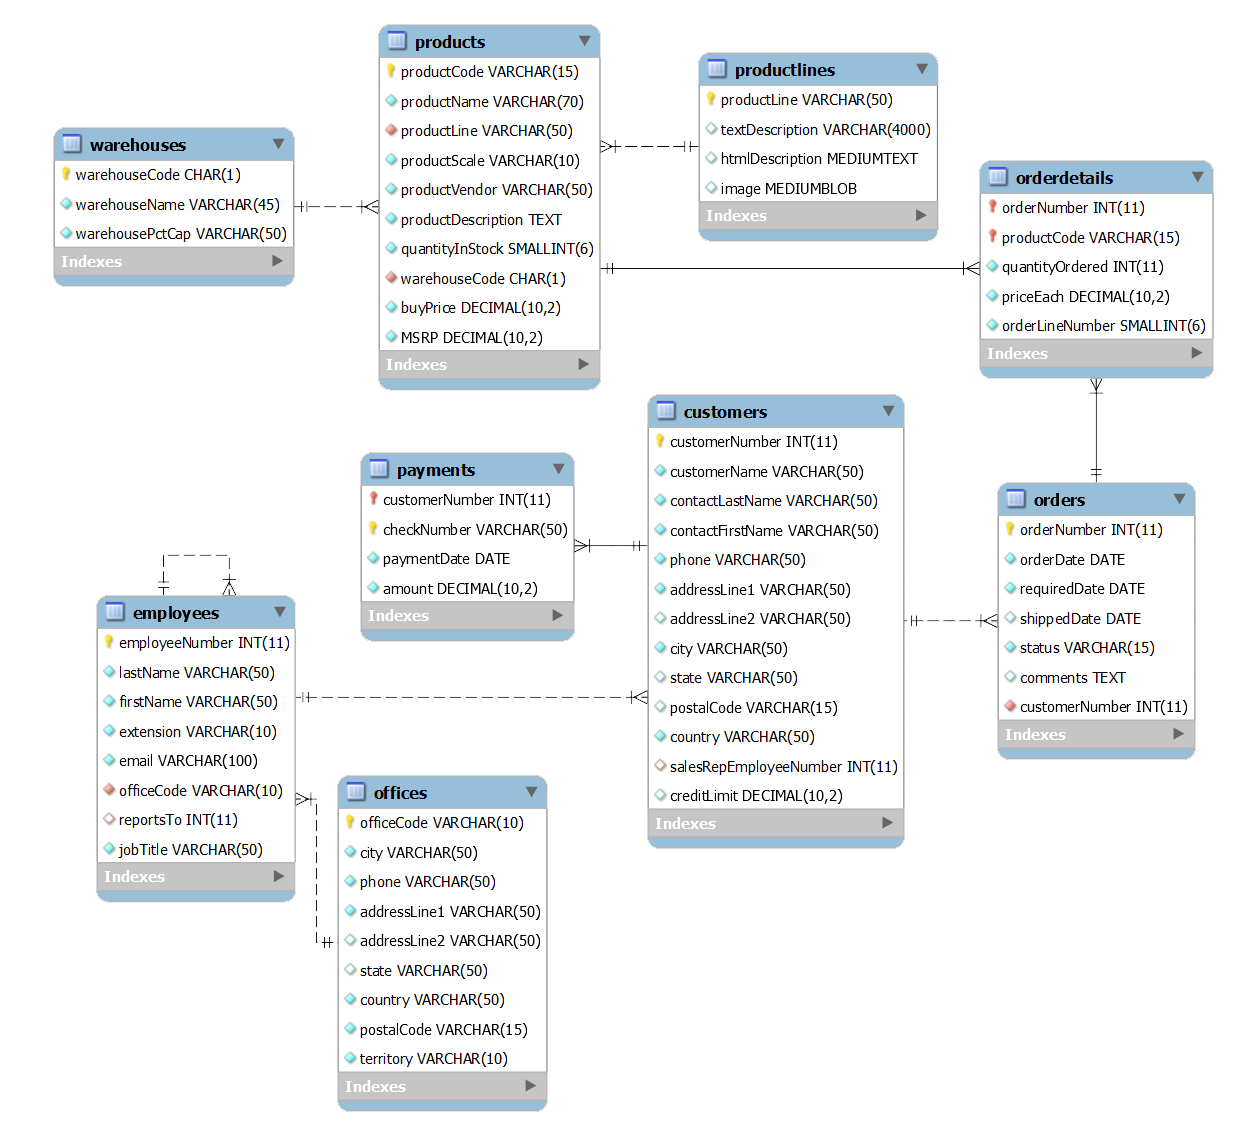 products
productCode VARCHAR(15)
productName VARCHAR(70)
productLine VARCHAR(50)
productScale VARCHAR(10)
productVendor VARCHAR(50)
productDescription TEXT
quantityInStock SMALLINT(6)
warehouseCode CHAR(1)
buyPrice DECIMAL(10,2)
MSRP DECIMAL(10,2)
Indexes
productlines
productLine VARCHAR(50)
textDescription VARCHAR(4000)
htmlDescription MEDIUMTEXT
image MEDIUMBLOB
Indexes
warehouses
warehouseCode CHAR(1)
warehouseName VARCHAR(45)
warehousePctCap VARCHAR(50)
Indexes
orderdetails
orderNumber INT(11)
productCode VARCHAR(15)
quantityOrdered INT(11)
priceEach DECIMAL(10,2)
orderLineNumber SMALLINT(6)
Indexes
customers
customerNumber INT(11)
customerName VARCHAR(50)
contactLastName VARCHAR(50)
contactFirstName VARCHAR(50)
phone VARCHAR(50)
addressLine1 VARCHAR(50)
addressLine2 VARCHAR(50)
city VARCHAR(50)
state VARCHAR(50)
postalCode VARCHAR(15)
country VARCHAR(50)
salesRepEmployeeNumber INT(11)
creditLimit DECIMAL(10,2)
Indexes
payments
customerNumber INT(11)
checkNumber VARCHAR(50)
paymentDate DATE
amount DECIMAL(10,2)
Indexes
orders
orderNumber INT(11)
orderDate DATE
requiredDate DATE
shippedDate DATE
status VARCHAR(15)
comments TEXT
customerNumber INT(11)
Indexes
employees
employeeNumber INT(11)
lastName VARCHAR(50)
firstName VARCHAR(50)
extension VARCHAR(10)
email VARCHAR(100)
officeCode VARCHAR(10)
reportsTo INT(11)
jobTitle VARCHAR(50)
Indexes
offices
officeCode VARCHAR(10)
city VARCHAR(50)
phone VARCHAR(50)
addressLine1 VARCHAR(50)
addressLine2 VARCHAR(50)
state VARCHAR(50)
country VARCHAR(50)
postalCode VARCHAR(15)
territory VARCHAR(10)
Indexes